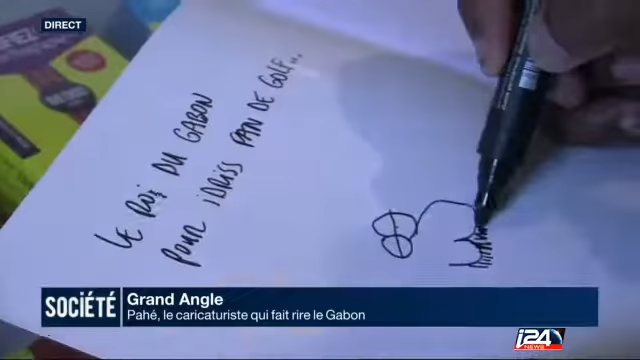 DIRECT
LE ROI DU GABON
POUR IDRISS FAN DE GOLF...
SOCIÉTÉ
Grand Angle
Pahé, le caricaturiste qui fait rire le Gabon
i24
NEWS